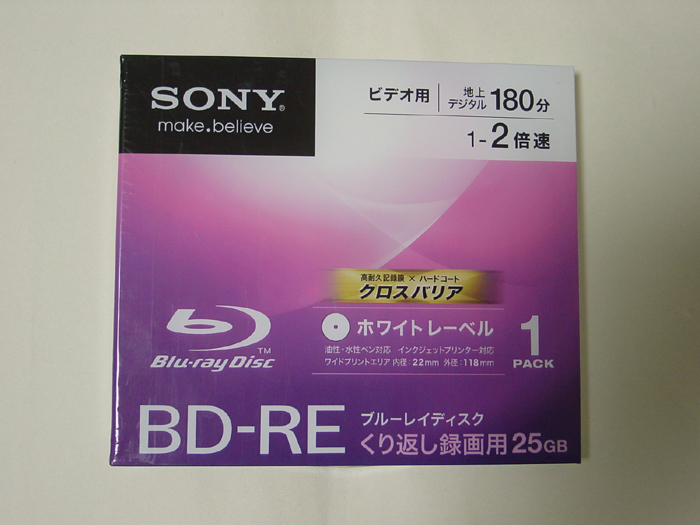 SONY®
make.believe
ビデオ用
地上
デジタル 180分
1-2倍速
高耐久記録膜 × ハードコート
クロスバリア
Blu-ray Disc™
ホワイトレーベル
油性・水性ペン対応 インクジェットプリンター対応
ワイドプリントエリア 内径:22mm 外径:118mm
1
PACK
BD-RE
ブルーレイディスク
くり返し録画用 25GB